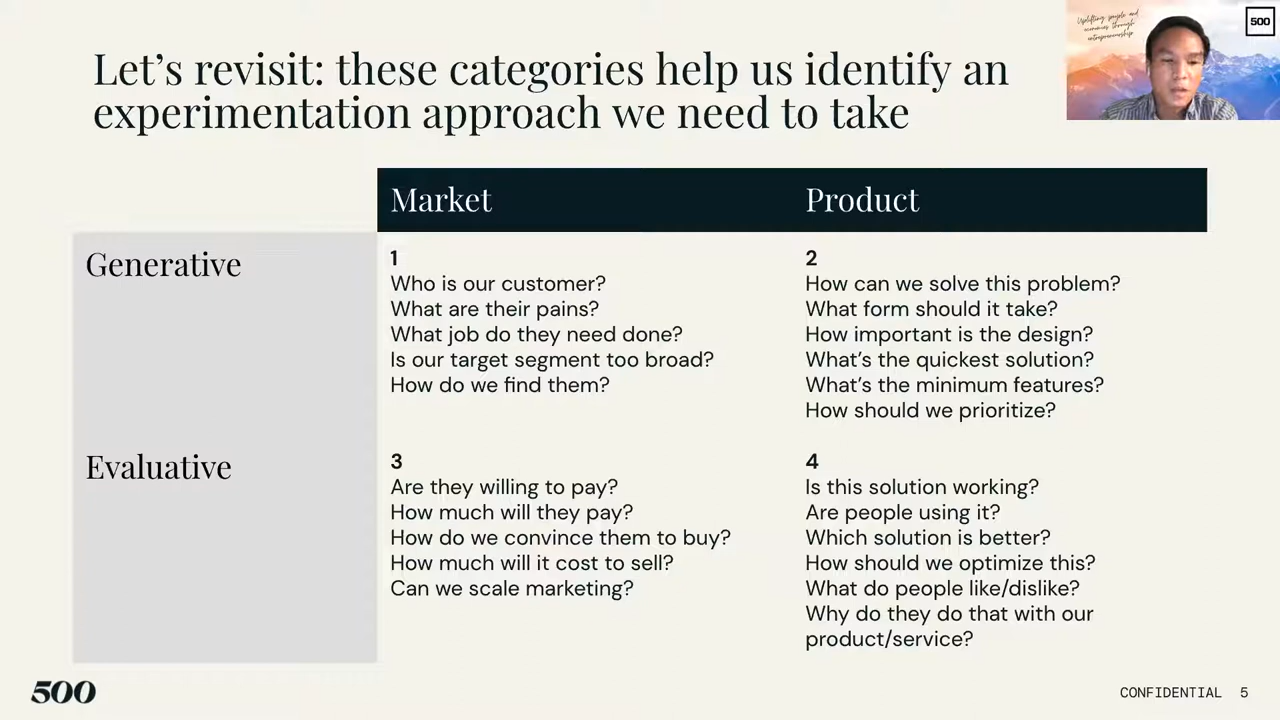 Uplifting people and
economies through
entrepreneurship
500
Let's revisit: these categories help us identify an
experimentation approach we need to take
Market
Product
Generative
1
Who is our customer?
What are their pains?
What job do they need done?
Is our target segment too broad?
How do we find them?
2
How can we solve this problem?
What form should it take?
How important is the design?
What's the quickest solution?
What's the minimum features?
How should we prioritize?
Evaluative
3
Are they willing to pay?
How much will they pay?
How do we convince them to buy?
How much will it cost to sell?
Can we scale marketing?
4
Is this solution working?
Are people using it?
Which solution is better?
How should we optimize this?
What do people like/dislike?
Why do they do that with our
product/service?
500
CONFIDENTIAL 5